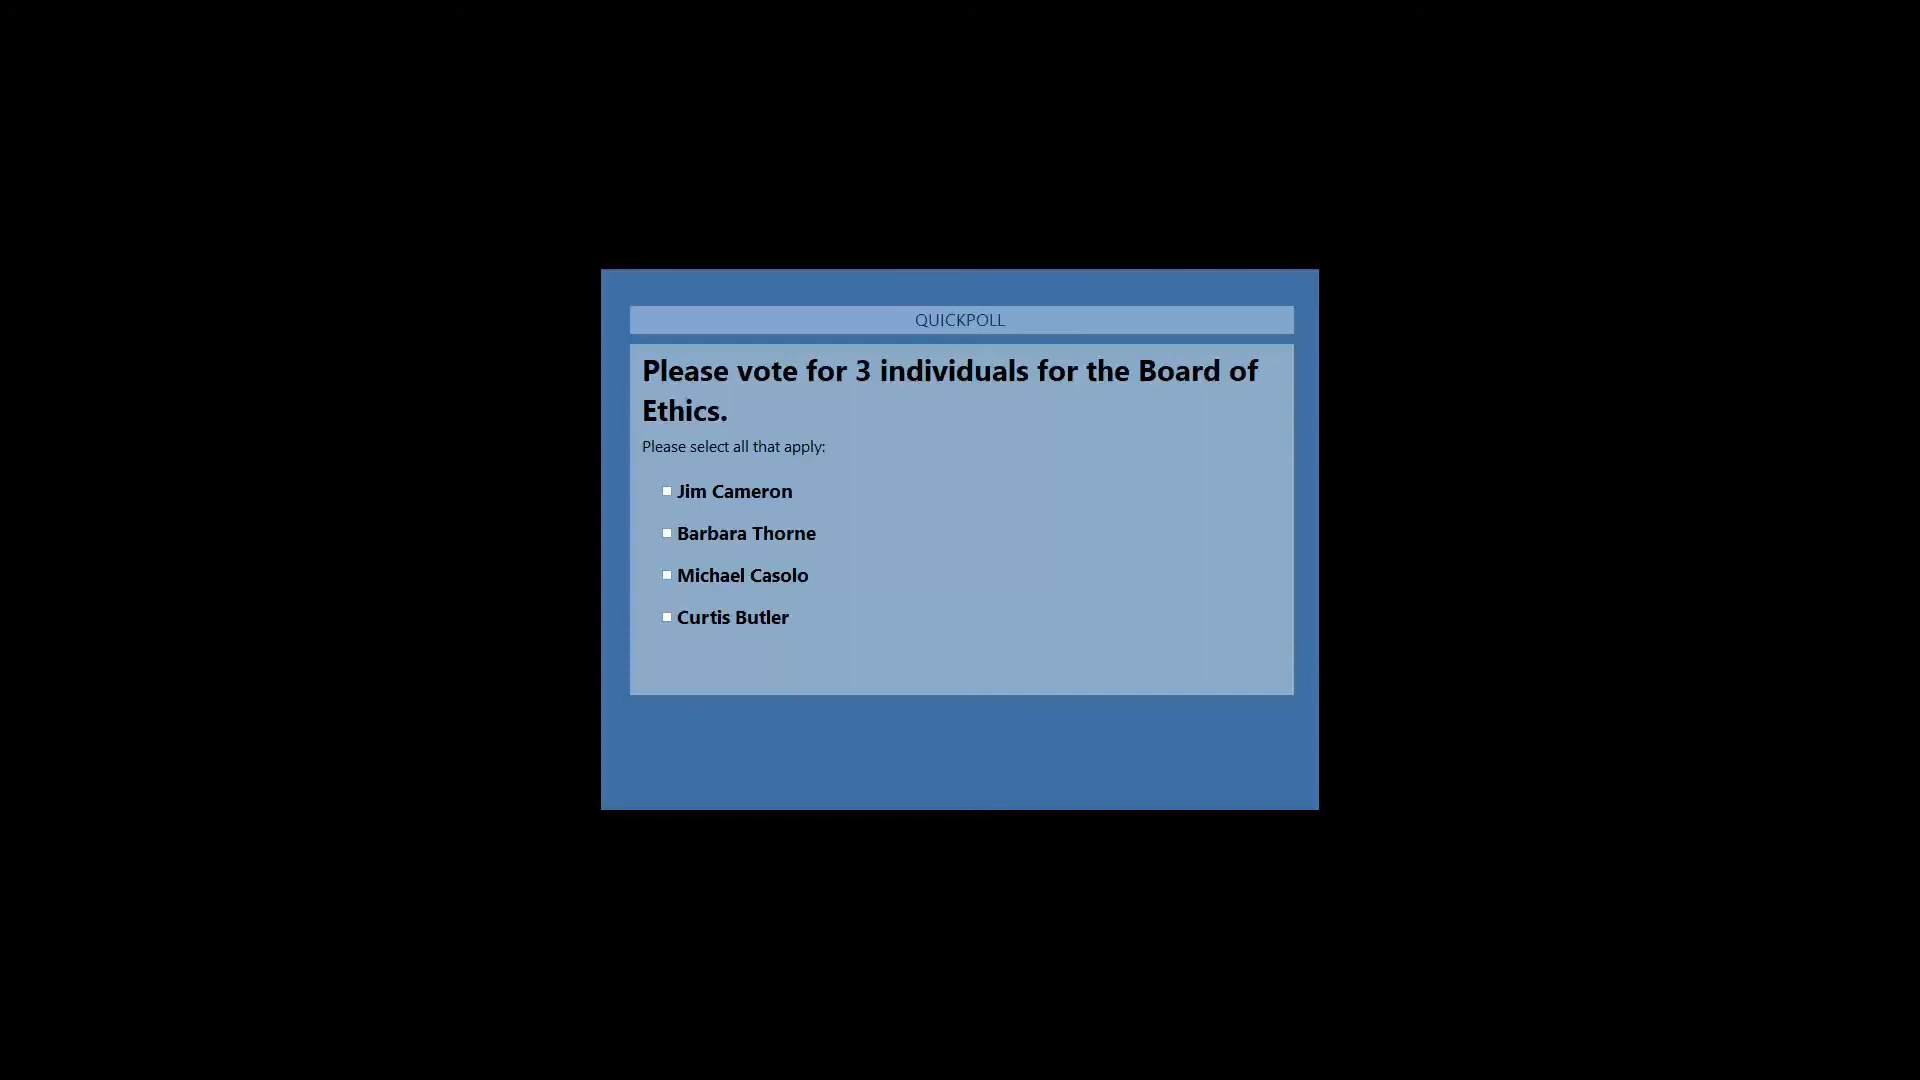 QUICKPOLL
Please vote for 3 individuals for the Board of
Ethics.
Please select all that apply:
Jim Cameron
Barbara Thorne
Michael Casolo
Curtis Butler